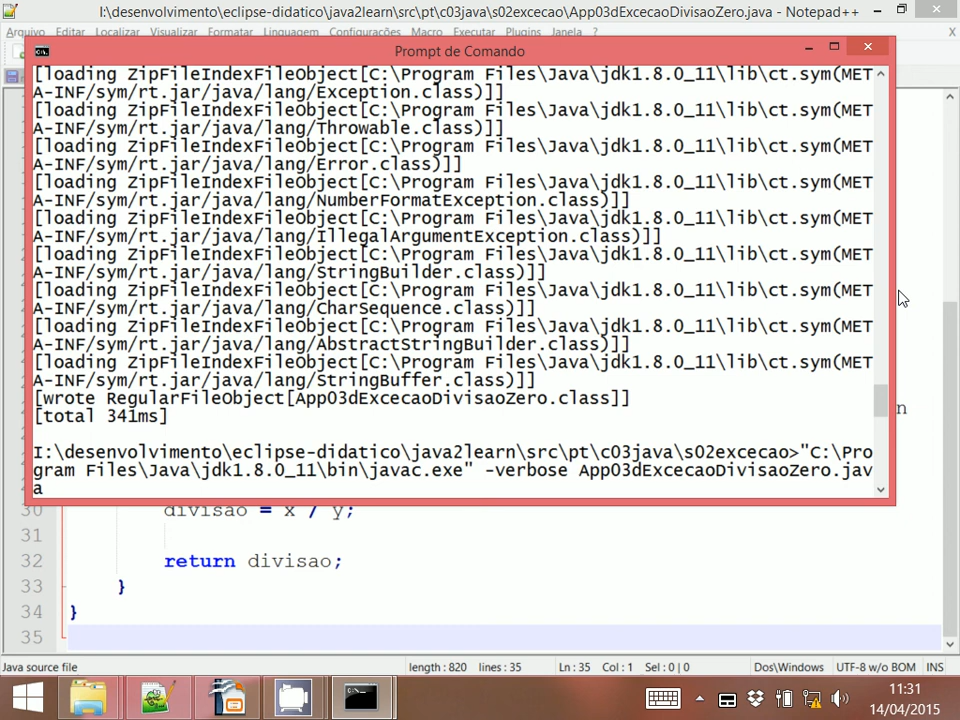 I:\desenvolvimento\eclipse-didatico\java2learn\src\pt\c03java\s02excecao\App03dExcecaoDivisaoZero.java - Notepad++
Arquivo Editar Localizar Visualizar Formatar Linguagem Configurações Macro Executar Plugins Janela ? X
Prompt de Comando
[loading ZipFileIndexFileObject[C:\Program Files\Java\jdk1.8.0_11\lib\ct.sym(MET
A-INF/sym/rt.jar/java/lang/Exception.class)]]
[loading ZipFileIndexFileObject[C:\Program Files\Java\jdk1.8.0_11\lib\ct.sym(MET
A-INF/sym/rt.jar/java/lang/Throwable.class)]]
[loading ZipFileIndexFileObject[C:\Program Files\Java\jdk1.8.0_11\lib\ct.sym(MET
A-INF/sym/rt.jar/java/lang/Error.class)]]
[loading ZipFileIndexFileObject[C:\Program Files\Java\jdk1.8.0_11\lib\ct.sym(MET
A-INF/sym/rt.jar/java/lang/NumberFormatException.class)]]
[loading ZipFileIndexFileObject[C:\Program Files\Java\jdk1.8.0_11\lib\ct.sym(MET
A-INF/sym/rt.jar/java/lang/IllegalArgumentException.class)]]
[loading ZipFileIndexFileObject[C:\Program Files\Java\jdk1.8.0_11\lib\ct.sym(MET
A-INF/sym/rt.jar/java/lang/StringBuilder.class)]]
[loading ZipFileIndexFileObject[C:\Program Files\Java\jdk1.8.0_11\lib\ct.sym(MET
A-INF/sym/rt.jar/java/lang/CharSequence.class)]]
[loading ZipFileIndexFileObject[C:\Program Files\Java\jdk1.8.0_11\lib\ct.sym(MET
A-INF/sym/rt.jar/java/lang/AbstractStringBuilder.class)]]
[loading ZipFileIndexFileObject[C:\Program Files\Java\jdk1.8.0_11\lib\ct.sym(MET
A-INF/sym/rt.jar/java/lang/StringBuffer.class)]]
[wrote RegularFileObject[App03dExcecaoDivisaoZero.class]]
[total 341ms]
I:\desenvolvimento\eclipse-didatico\java2learn\src\pt\c03java\s02excecao>"C:\Pro
gram Files\Java\jdk1.8.0_11\bin\javac.exe" -verbose App03dExcecaoDivisaoZero.jav
a
30 divisao = x / y;
31
32 return divisao;
33 }
34 }
35
Java source file length : 820 lines : 35 Ln : 35 Col : 1 Sel : 0 | 0 Dos\Windows UTF-8 w/o BOM INS
11:31
14/04/2015